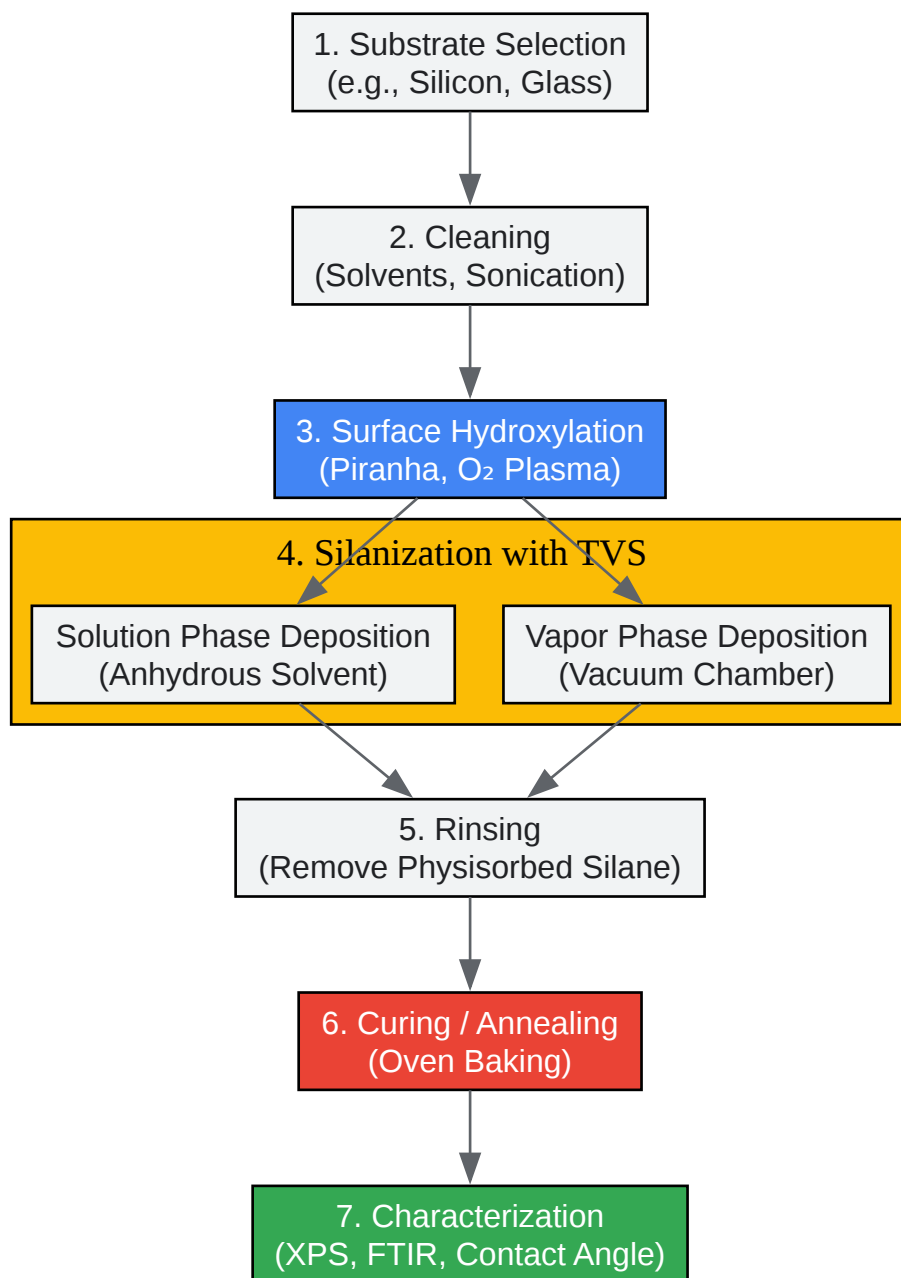 1. Substrate Selection
(e.g., Silicon, Glass)
2. Cleaning
(Solvents, Sonication)
3. Surface Hydroxylation
(Piranha, O₂ Plasma)
4. Silanization with TVS
Solution Phase Deposition
(Anhydrous Solvent)
Vapor Phase Deposition
(Vacuum Chamber)
5. Rinsing
(Remove Physisorbed Silane)
6. Curing / Annealing
(Oven Baking)
7. Characterization
(XPS, FTIR, Contact Angle)